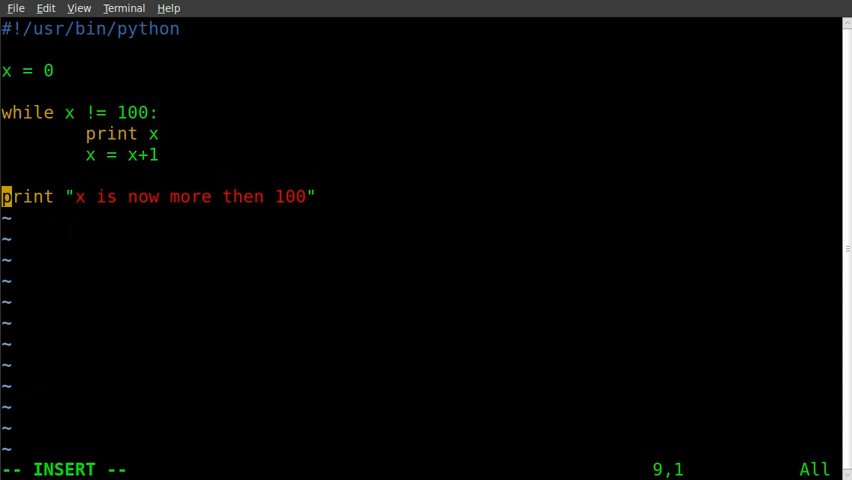 File Edit View Terminal Help
#!/usr/bin/python
x = 0
while x != 100:
        print x
        x = x+1
print "x is now more then 100"
~
~
~
~
~
~
~
~
~
~
~
~
-- INSERT -- 9,1 All